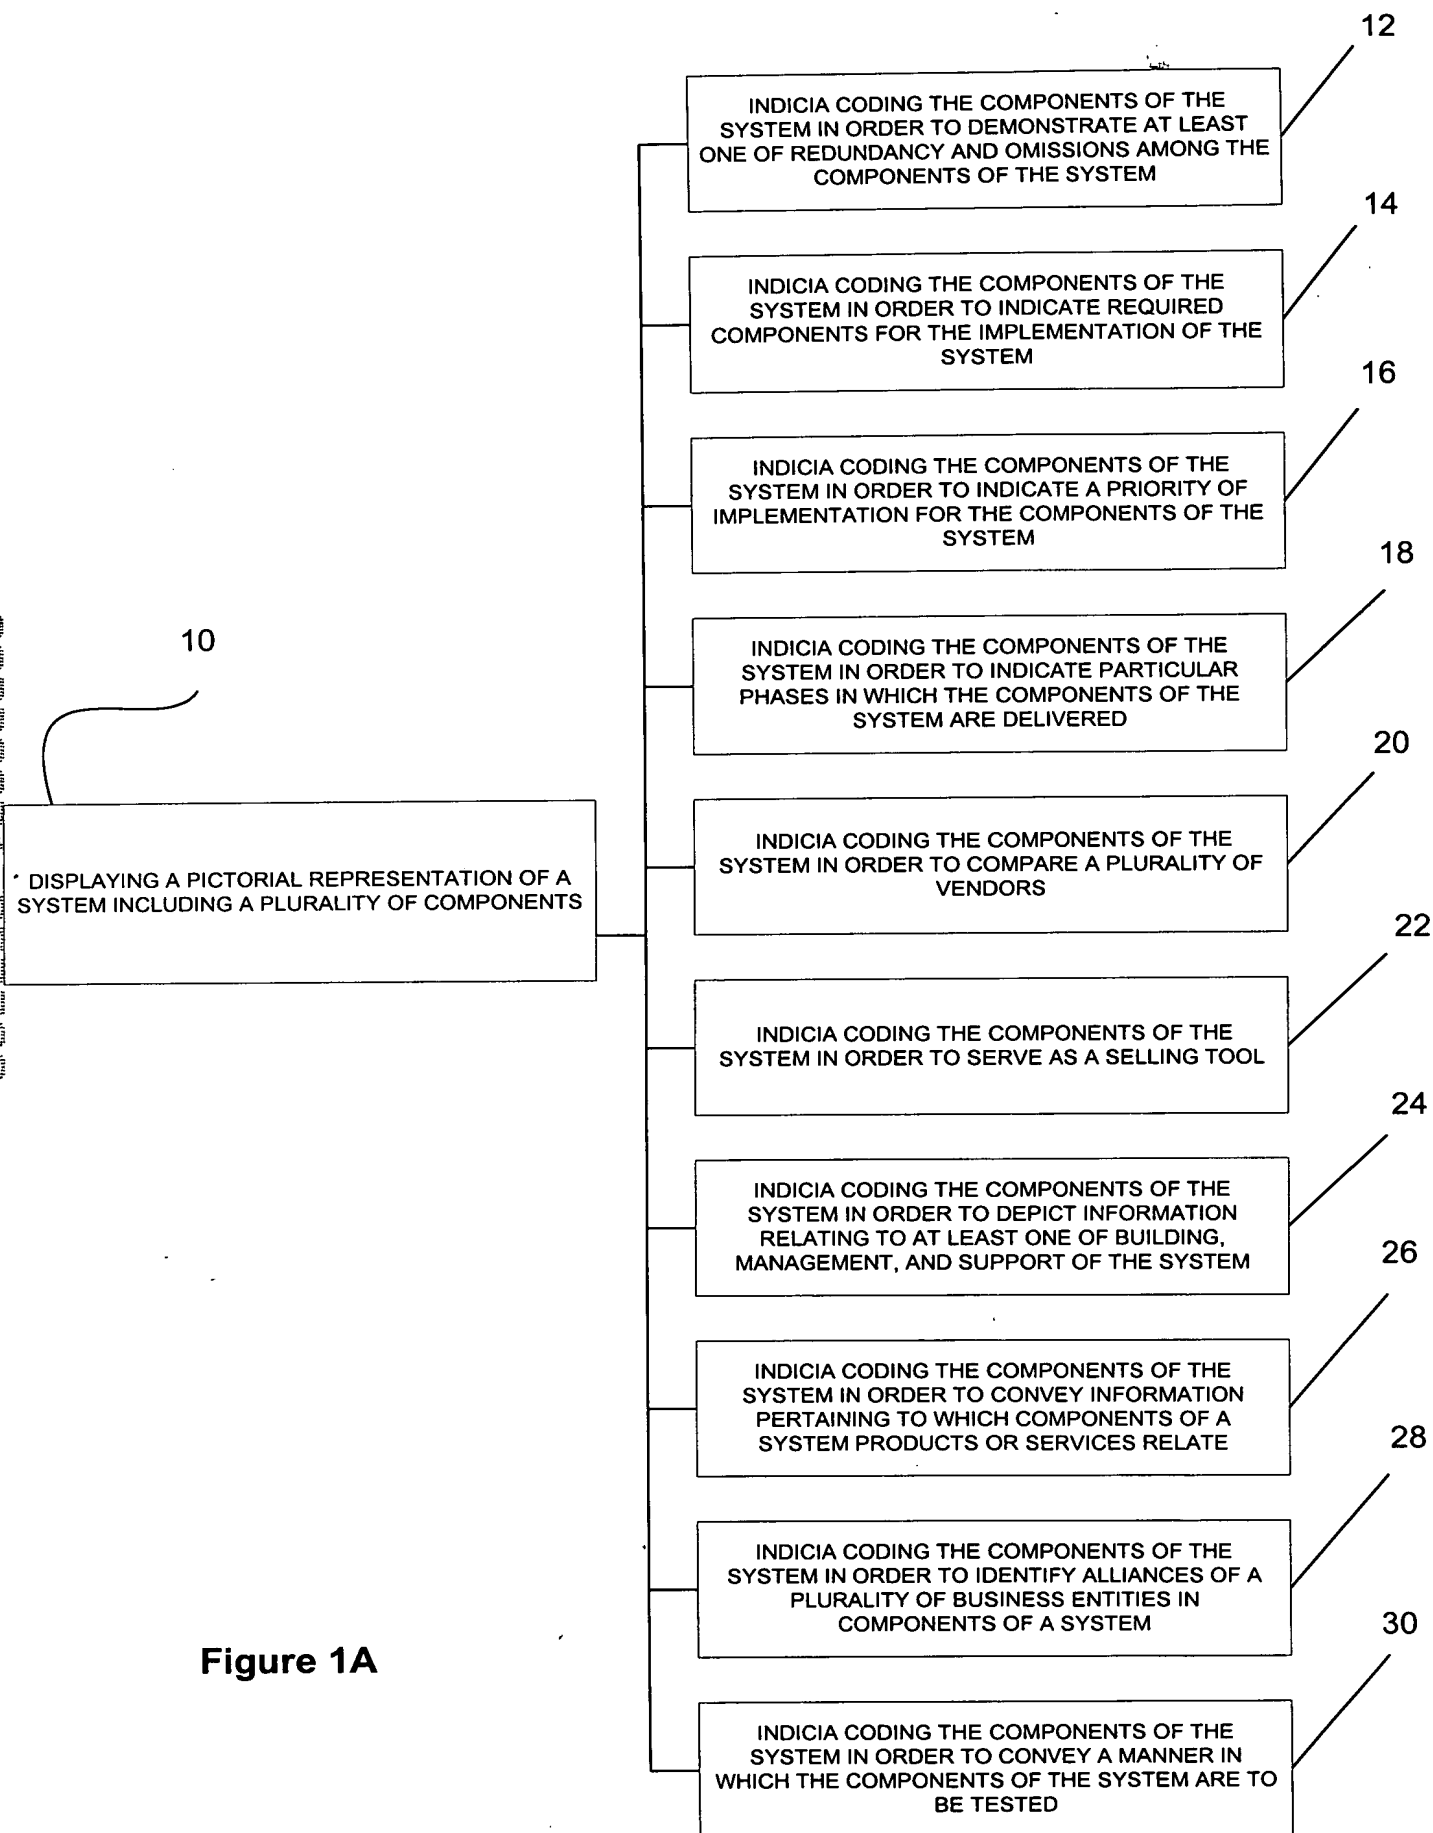 12
INDICIA CODING THE COMPONENTS OF THE
SYSTEM IN ORDER TO DEMONSTRATE AT LEAST
ONE OF REDUNDANCY AND OMISSIONS AMONG THE
COMPONENTS OF THE SYSTEM
14
INDICIA CODING THE COMPONENTS OF THE
SYSTEM IN ORDER TO INDICATE REQUIRED
COMPONENTS FOR THE IMPLEMENTATION OF THE
SYSTEM
16
INDICIA CODING THE COMPONENTS OF THE
SYSTEM IN ORDER TO INDICATE A PRIORITY OF
IMPLEMENTATION FOR THE COMPONENTS OF THE
SYSTEM
18
INDICIA CODING THE COMPONENTS OF THE
SYSTEM IN ORDER TO INDICATE PARTICULAR
PHASES IN WHICH THE COMPONENTS OF THE
SYSTEM ARE DELIVERED
10
DISPLAYING A PICTORIAL REPRESENTATION OF A
SYSTEM INCLUDING A PLURALITY OF COMPONENTS
20
INDICIA CODING THE COMPONENTS OF THE
SYSTEM IN ORDER TO COMPARE A PLURALITY OF
VENDORS
22
INDICIA CODING THE COMPONENTS OF THE
SYSTEM IN ORDER TO SERVE AS A SELLING TOOL
24
INDICIA CODING THE COMPONENTS OF THE
SYSTEM IN ORDER TO DEPICT INFORMATION
RELATING TO AT LEAST ONE OF BUILDING,
MANAGEMENT, AND SUPPORT OF THE SYSTEM
26
INDICIA CODING THE COMPONENTS OF THE
SYSTEM IN ORDER TO CONVEY INFORMATION
PERTAINING TO WHICH COMPONENTS OF A
SYSTEM PRODUCTS OR SERVICES RELATE
28
INDICIA CODING THE COMPONENTS OF THE
SYSTEM IN ORDER TO IDENTIFY ALLIANCES OF A
PLURALITY OF BUSINESS ENTITIES IN
COMPONENTS OF A SYSTEM
30
INDICIA CODING THE COMPONENTS OF THE
SYSTEM IN ORDER TO CONVEY A MANNER IN
WHICH THE COMPONENTS OF THE SYSTEM ARE TO
BE TESTED
Figure 1A